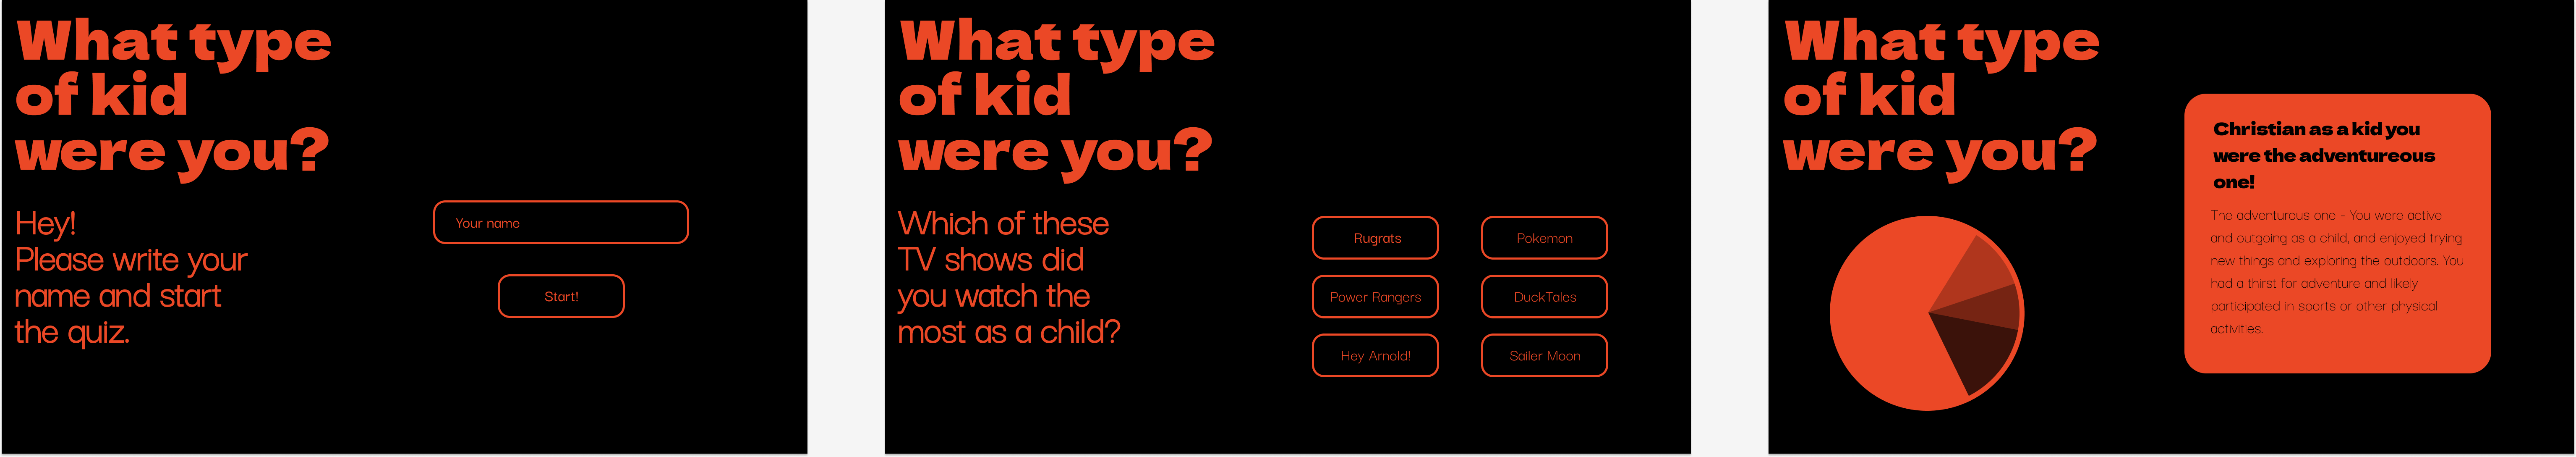 What type
of kid
were you?
Hey!
Please write your
name and start
the quiz.
Your name
Start!
What type
of kid
were you?
Which of these
TV shows did
you watch the
most as a child?
Rugrats
Pokemon
Power Rangers
DuckTales
Hey Arnold!
Sailer Moon
What type
of kid
were you?
Christian as a kid you
were the adventureous
one!
The adventurous one - You were active
and outgoing as a child, and enjoyed trying
new things and exploring the outdoors. You
had a thirst for adventure and likely
participated in sports or other physical
activities.